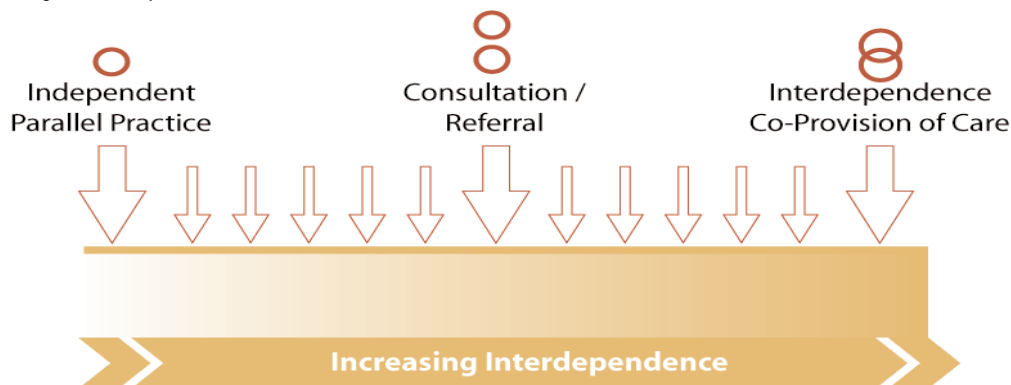 Independent
Parallel Practice
Consultation /
Referral
Interdependence
Co-Provision of Care
Increasing Interdependence